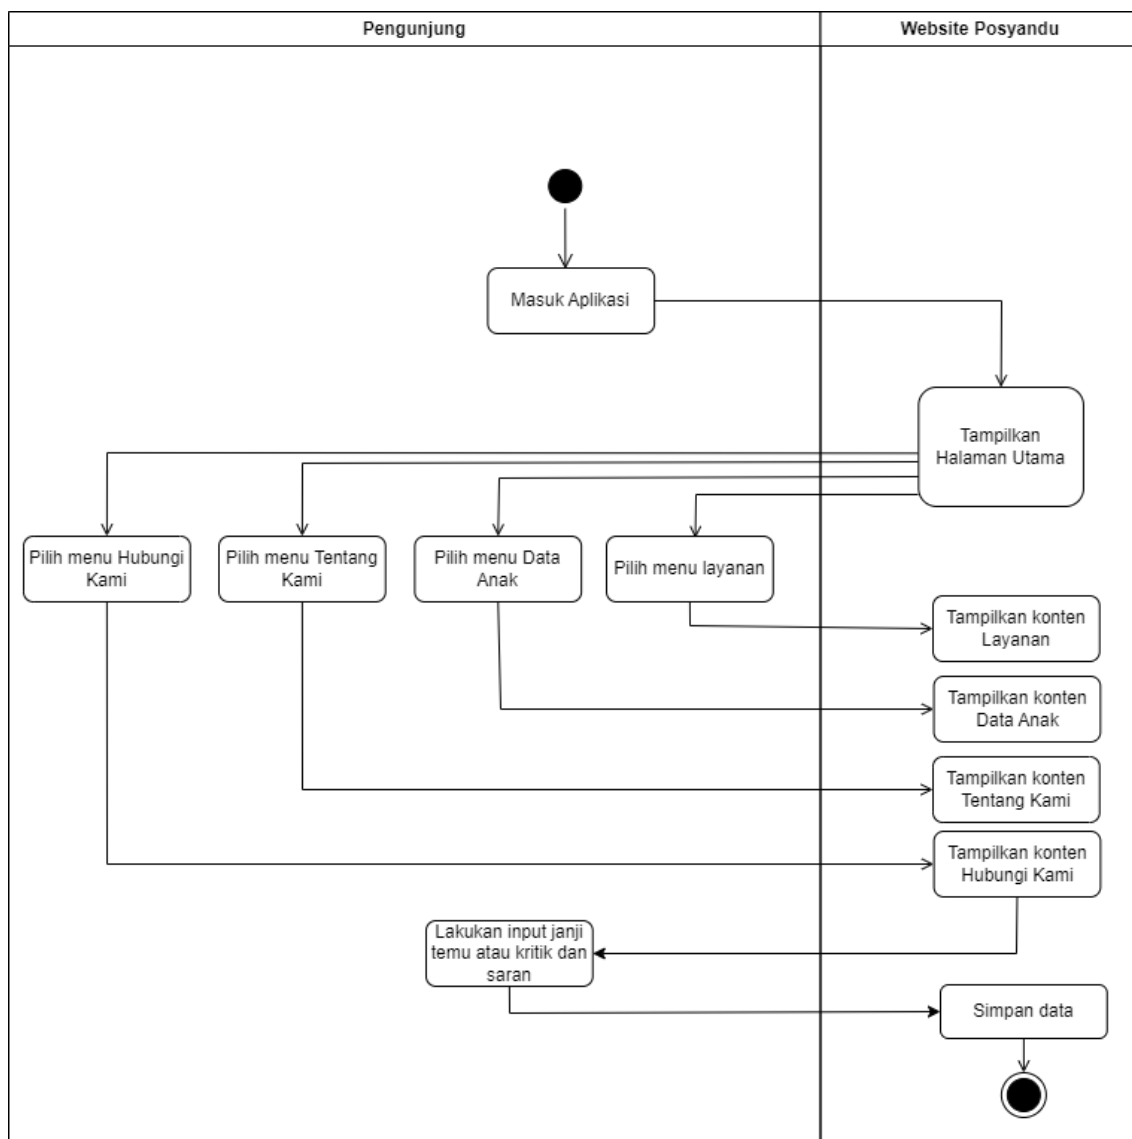 Pengunjung
Website Posyandu
Masuk Aplikasi
Tampilkan
Halaman Utama
Pilih menu Hubungi
Kami
Pilih menu Tentang
Kami
Pilih menu Data
Anak
Pilih menu layanan
Tampilkan konten
Layanan
Tampilkan konten
Data Anak
Tampilkan konten
Tentang Kami
Tampilkan konten
Hubungi Kami
Lakukan input janji
temu atau kritik dan
saran
Simpan data